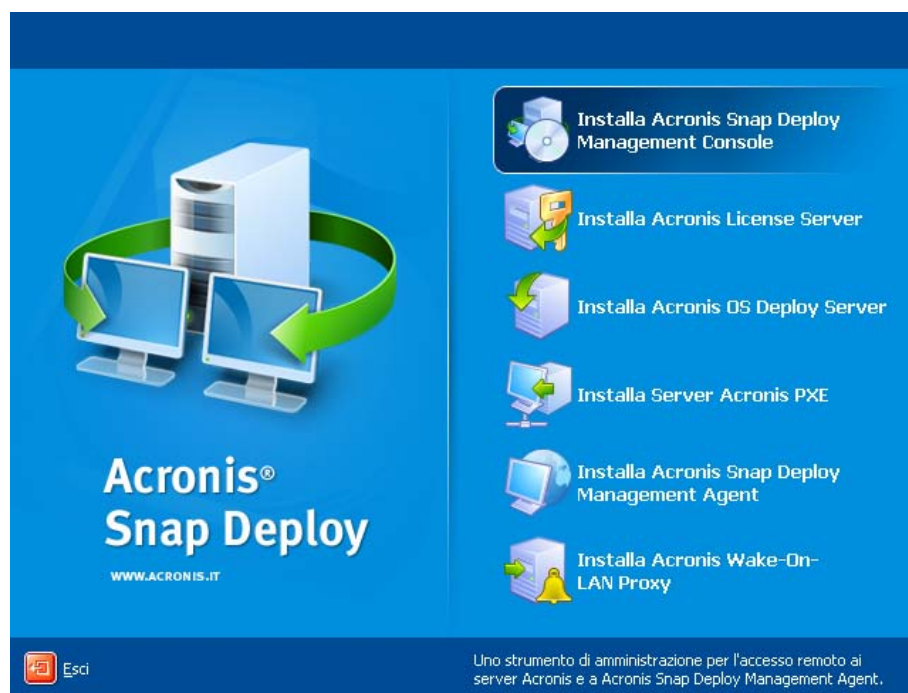 Installa Acronis Snap Deploy
Management Console
Installa Acronis License Server
Installa Acronis OS Deploy Server
Installa Server Acronis PXE
Installa Acronis Snap Deploy
Management Agent
Installa Acronis Wake-On-
LAN Proxy
Acronis®
Snap Deploy
WWW.ACRONIS.IT
Esci
Uno strumento di amministrazione per l'accesso remoto ai
server Acronis e a Acronis Snap Deploy Management Agent.